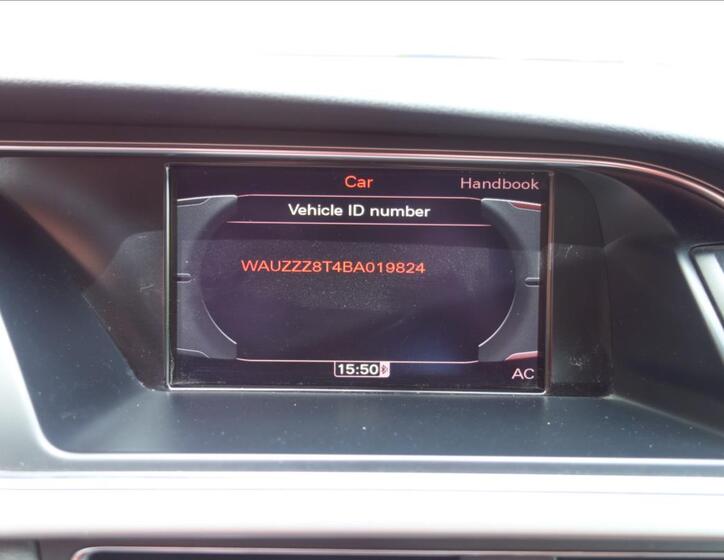 Car
Handbook
Vehicle ID number
WAUZZZ8T4BA019824
15:50
AC